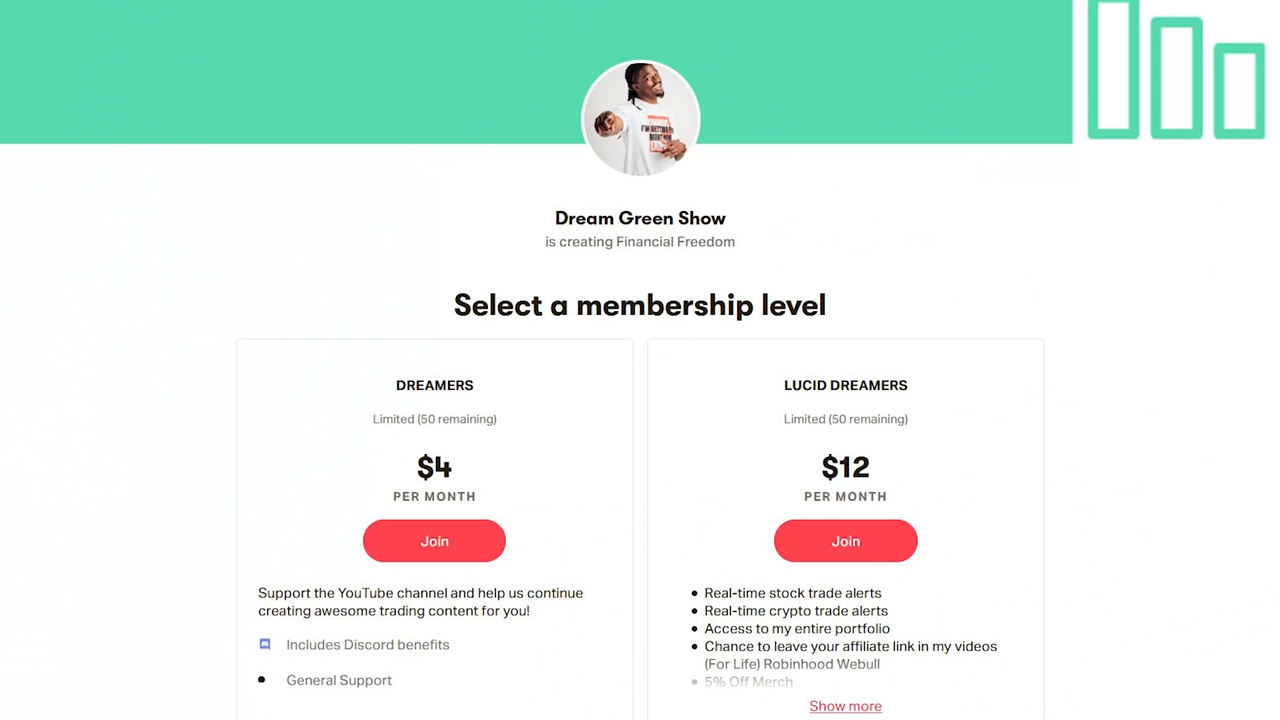 I'M GETTING
RIGHT NOW
Dream Green Show
is creating Financial Freedom
Select a membership level
DREAMERS
Limited (50 remaining)
$4
PER MONTH
Join
Support the YouTube channel and help us continue
creating awesome trading content for you!
Includes Discord benefits
General Support
LUCID DREAMERS
Limited (50 remaining)
$12
PER MONTH
Join
Real-time stock trade alerts
Real-time crypto trade alerts
Access to my entire portfolio
Chance to leave your affiliate link in my videos
(For Life) Robinhood Webull
5% Off Merch
Show more